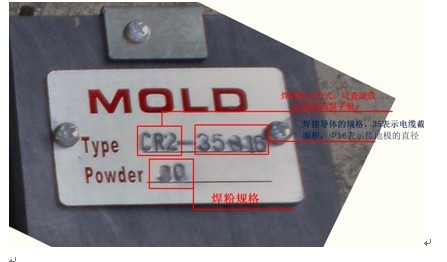 MOLD
焊接导体的规格，35表示电缆截
面积，Φ16表示接地极的直径
Type CR2-35Φ16
Powder
焊粉规格